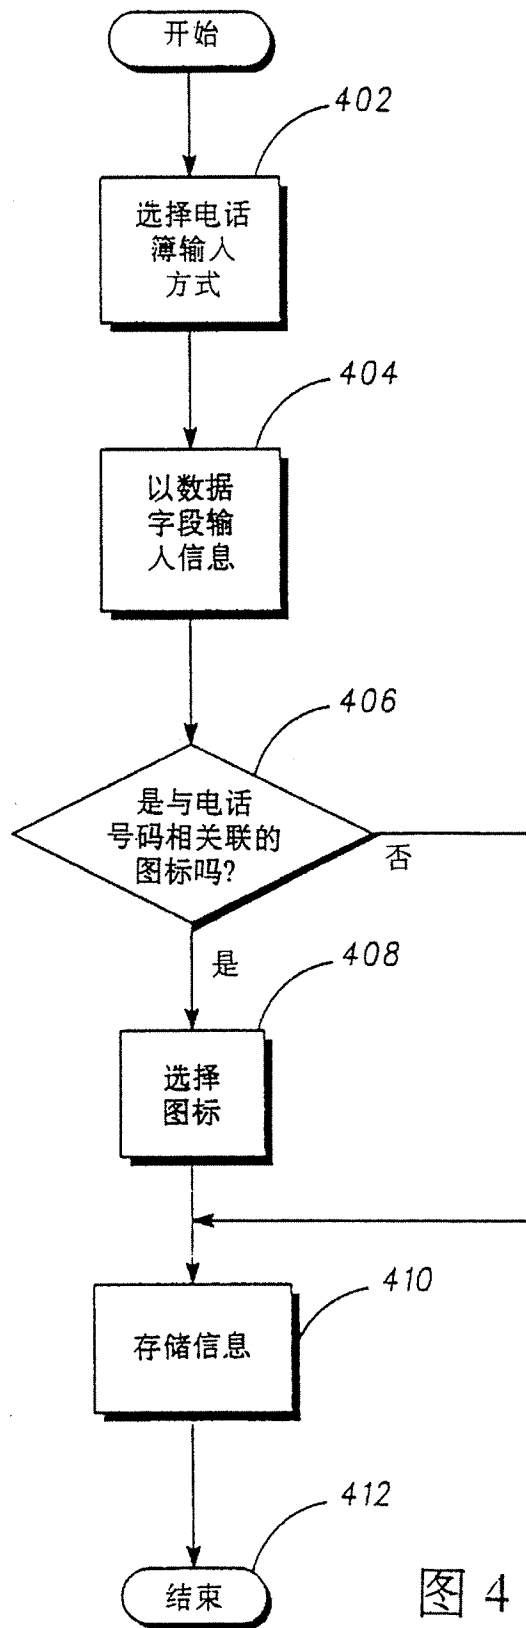 开始
402
选择电话
簿输入
方式
404
以数据
字段输
入信息
406
是与电话
号码相关联的
图标吗?
否
是
408
选择
图标
410
存储信息
412
结束
图 4